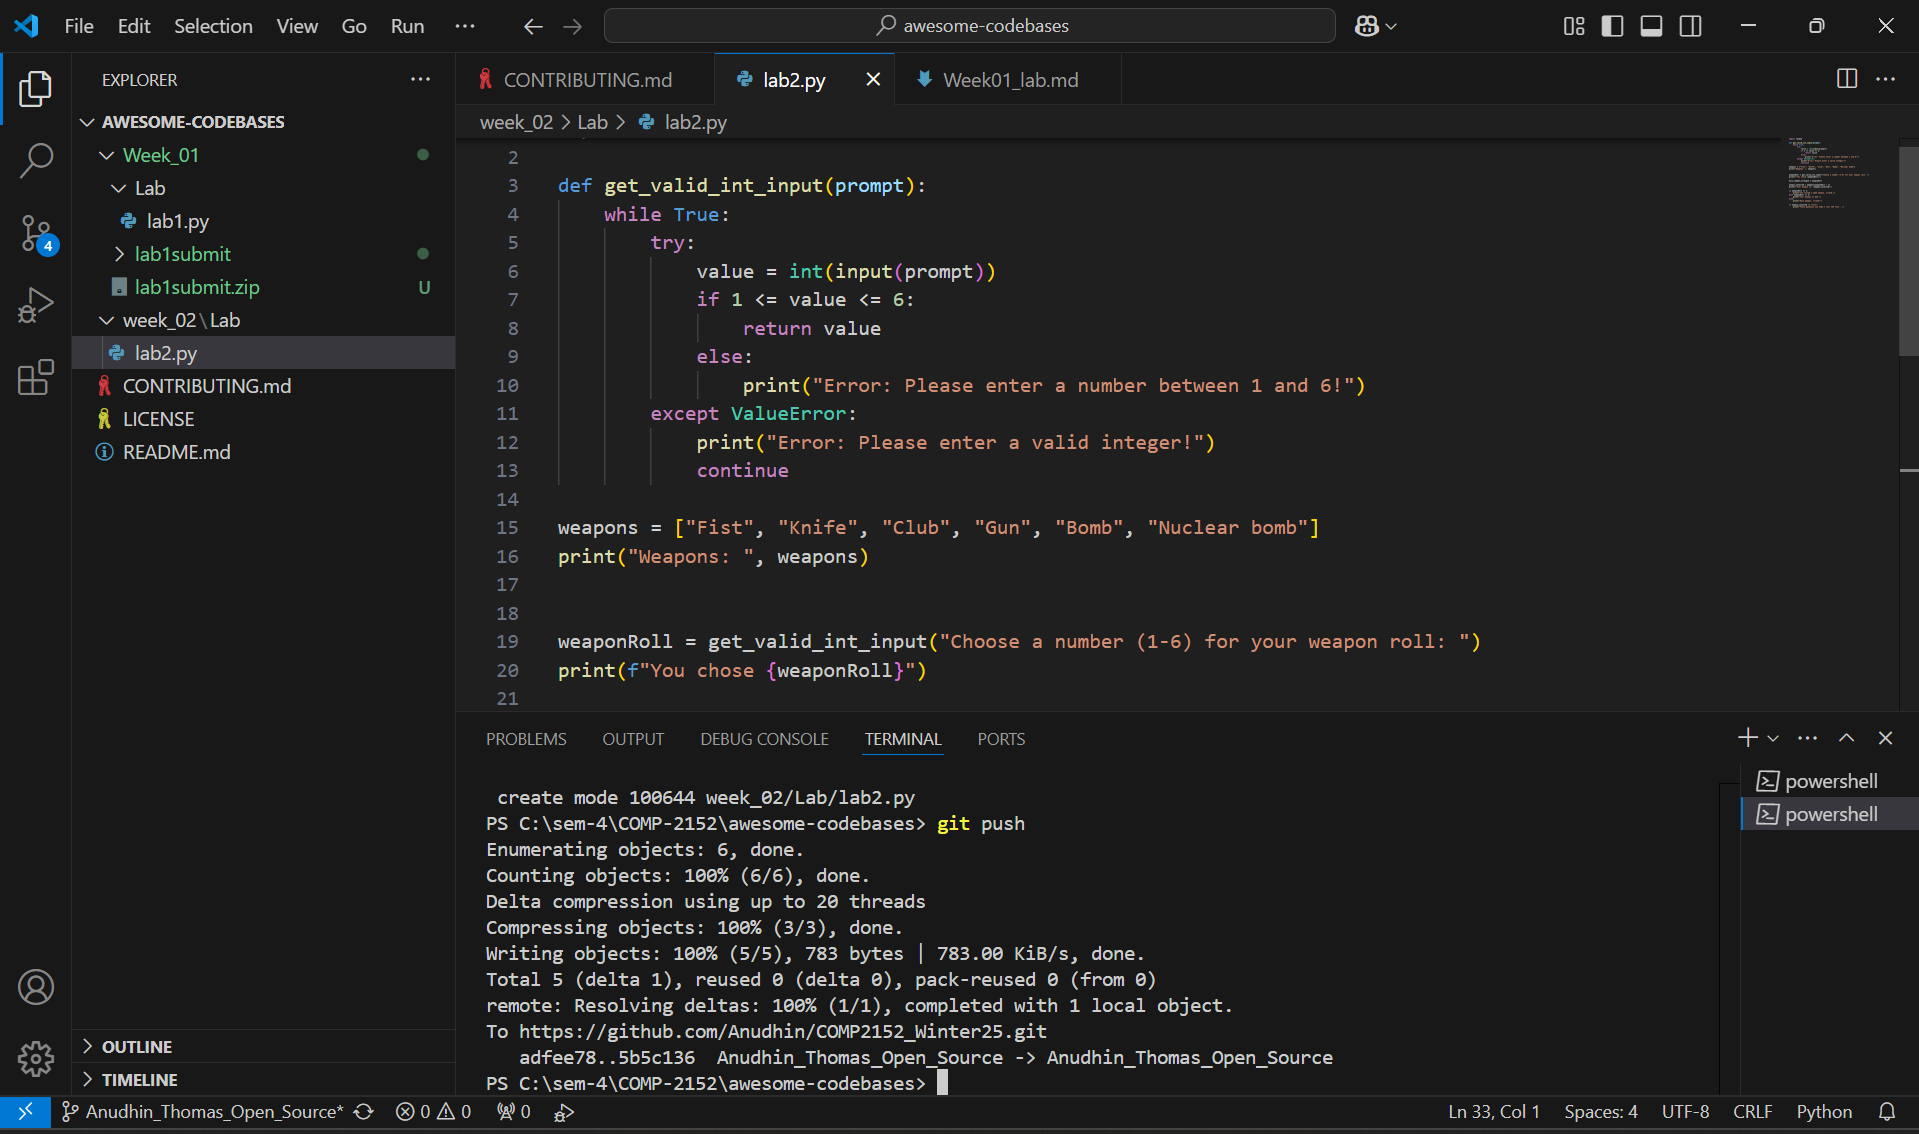 File Edit Selection View Go Run ··· awesome-codebases
EXPLORER ···
AWESOME-CODEBASES
Week_01
Lab
lab1.py
lab1submit
lab1submit.zip U
week_02\Lab
lab2.py
CONTRIBUTING.md
LICENSE
README.md
OUTLINE
TIMELINE
4
CONTRIBUTING.md lab2.py Week01_lab.md
week_02 > Lab > lab2.py
2
3 def get_valid_int_input(prompt):
4 while True:
5 try:
6 value = int(input(prompt))
7 if 1 <= value <= 6:
8 return value
9 else:
10 print("Error: Please enter a number between 1 and 6!")
11 except ValueError:
12 print("Error: Please enter a valid integer!")
13 continue
14
15 weapons = ["Fist", "Knife", "Club", "Gun", "Bomb", "Nuclear bomb"]
16 print("Weapons: ", weapons)
17
18
19 weaponRoll = get_valid_int_input("Choose a number (1-6) for your weapon roll: ")
20 print(f"You chose {weaponRoll}")
21
PROBLEMS OUTPUT DEBUG CONSOLE TERMINAL PORTS
powershell
powershell
create mode 100644 week_02/Lab/lab2.py
PS C:\sem-4\COMP-2152\awesome-codebases> git push
Enumerating objects: 6, done.
Counting objects: 100% (6/6), done.
Delta compression using up to 20 threads
Compressing objects: 100% (3/3), done.
Writing objects: 100% (5/5), 783 bytes | 783.00 KiB/s, done.
Total 5 (delta 1), reused 0 (delta 0), pack-reused 0 (from 0)
remote: Resolving deltas: 100% (1/1), completed with 1 local object.
To https://github.com/Anudhin/COMP2152_Winter25.git
adfee78..5b5c136 Anudhin_Thomas_Open_Source -> Anudhin_Thomas_Open_Source
PS C:\sem-4\COMP-2152\awesome-codebases>
Anudhin_Thomas_Open_Source* 0 0 0 Ln 33, Col 1 Spaces: 4 UTF-8 CRLF Python